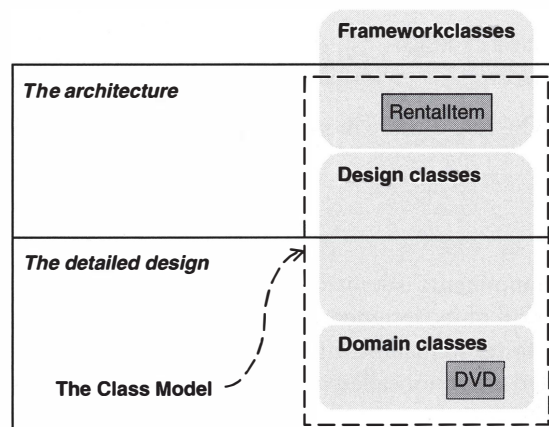 Frameworkclasses
The architecture
RentalItem
Design classes
The detailed design
Domain classes
The Class Model
DVD